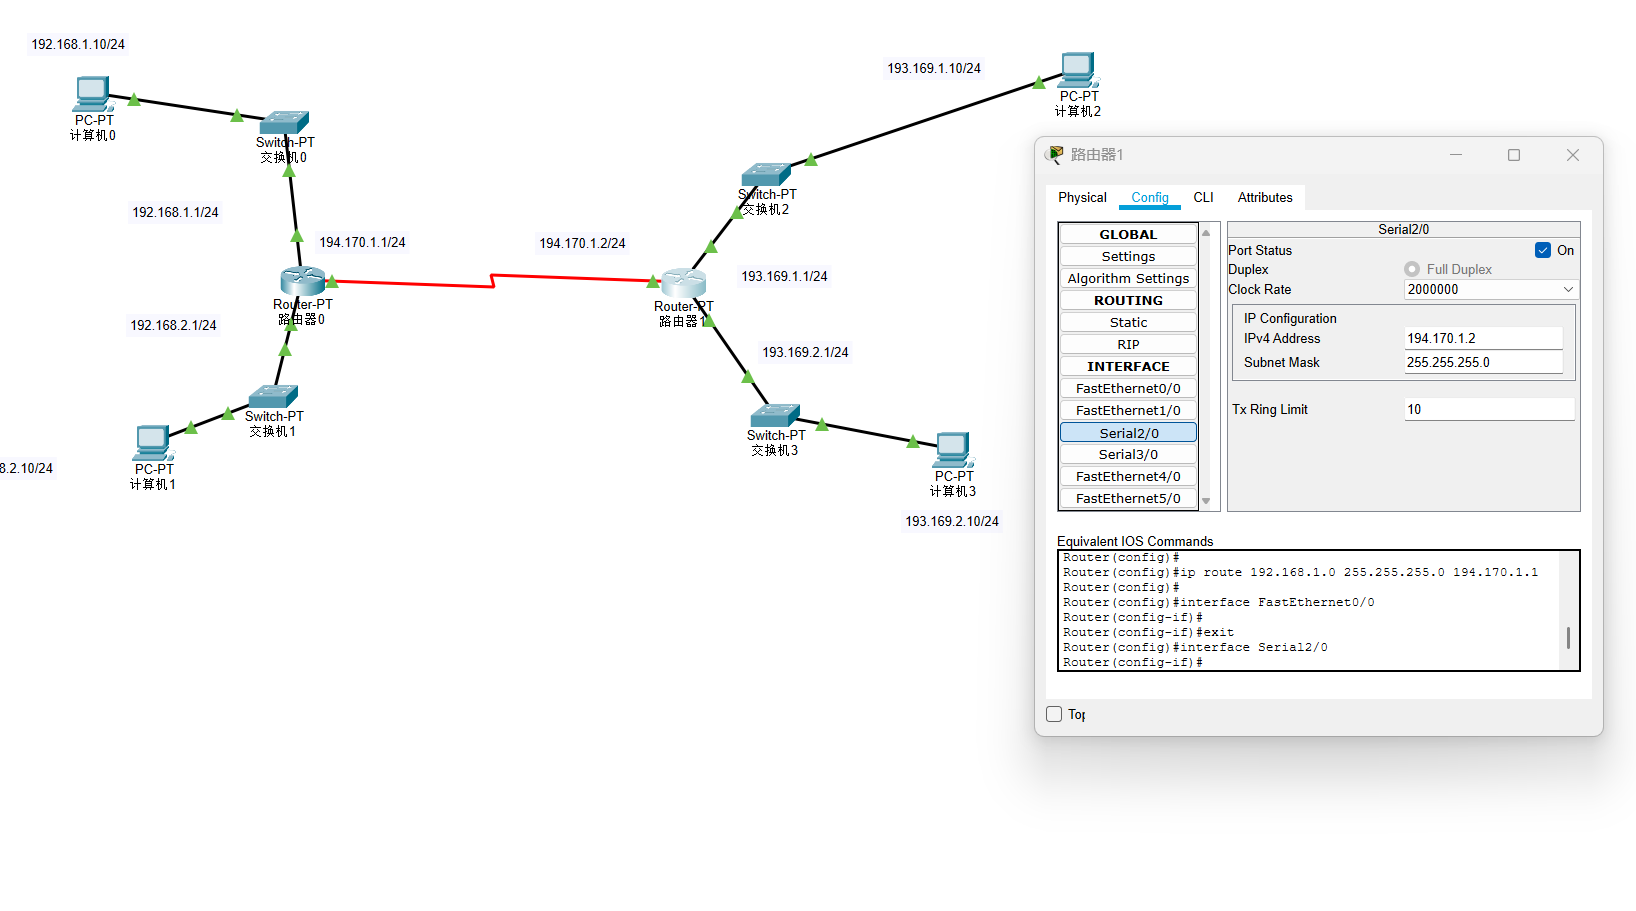 192.168.1.10/24
PC-PT
计算机0
Switch-PT
交换机0
192.168.1.1/24
194.170.1.1/24
Router-PT
路由器0
192.168.2.1/24
Switch-PT
交换机1
8.2.10/24
PC-PT
计算机1
193.169.1.10/24
PC-PT
计算机2
Switch-PT
交换机2
194.170.1.2/24
193.169.1.1/24
Router-PT
路由器1
193.169.2.1/24
Switch-PT
交换机3
PC-PT
计算机3
193.169.2.10/24
路由器1
Physical Config CLI Attributes
GLOBAL
Settings
Algorithm Settings
ROUTING
Static
RIP
INTERFACE
FastEthernet0/0
FastEthernet1/0
Serial2/0
Serial3/0
FastEthernet4/0
FastEthernet5/0
Serial2/0
Port Status On
Duplex Full Duplex
Clock Rate 2000000
IP Configuration
IPv4 Address 194.170.1.2
Subnet Mask 255.255.255.0
Tx Ring Limit 10
Equivalent IOS Commands
Router(config)#
Router(config)#ip route 192.168.1.0 255.255.255.0 194.170.1.1
Router(config)#
Router(config)#interface FastEthernet0/0
Router(config-if)#
Router(config-if)#exit
Router(config)#interface Serial2/0
Router(config-if)#
Top